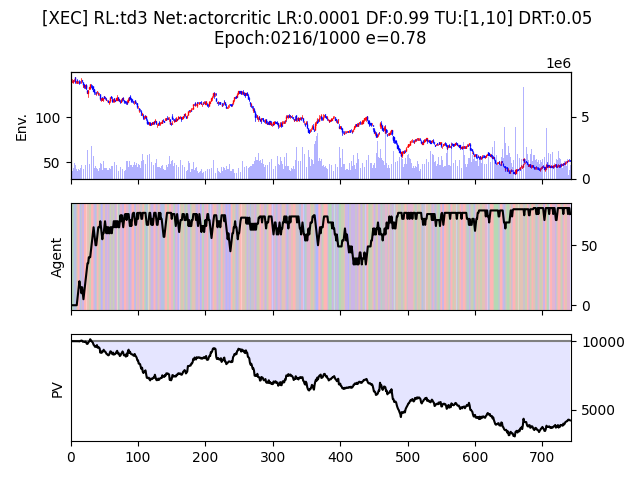 [XEC] RL:td3 Net:actorcritic LR:0.0001 DF:0.99 TU:[1,10] DRT:0.05
Epoch:0216/1000 e=0.78
1e6
Env.
100
50
5
0
Agent
50
0
PV
10000
5000
0 100 200 300 400 500 600 700